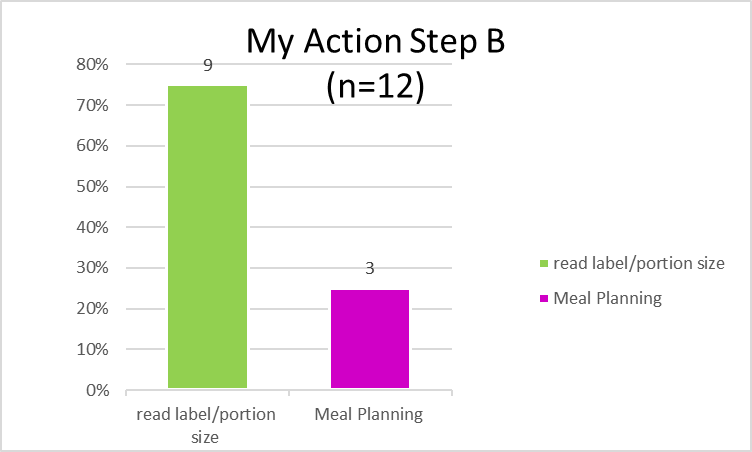 My Action Step B
(n=12)
80%
70%
60%
50%
40%
30%
20%
10%
0%
9
3
read label/portion
size
Meal Planning
read label/portion size
Meal Planning